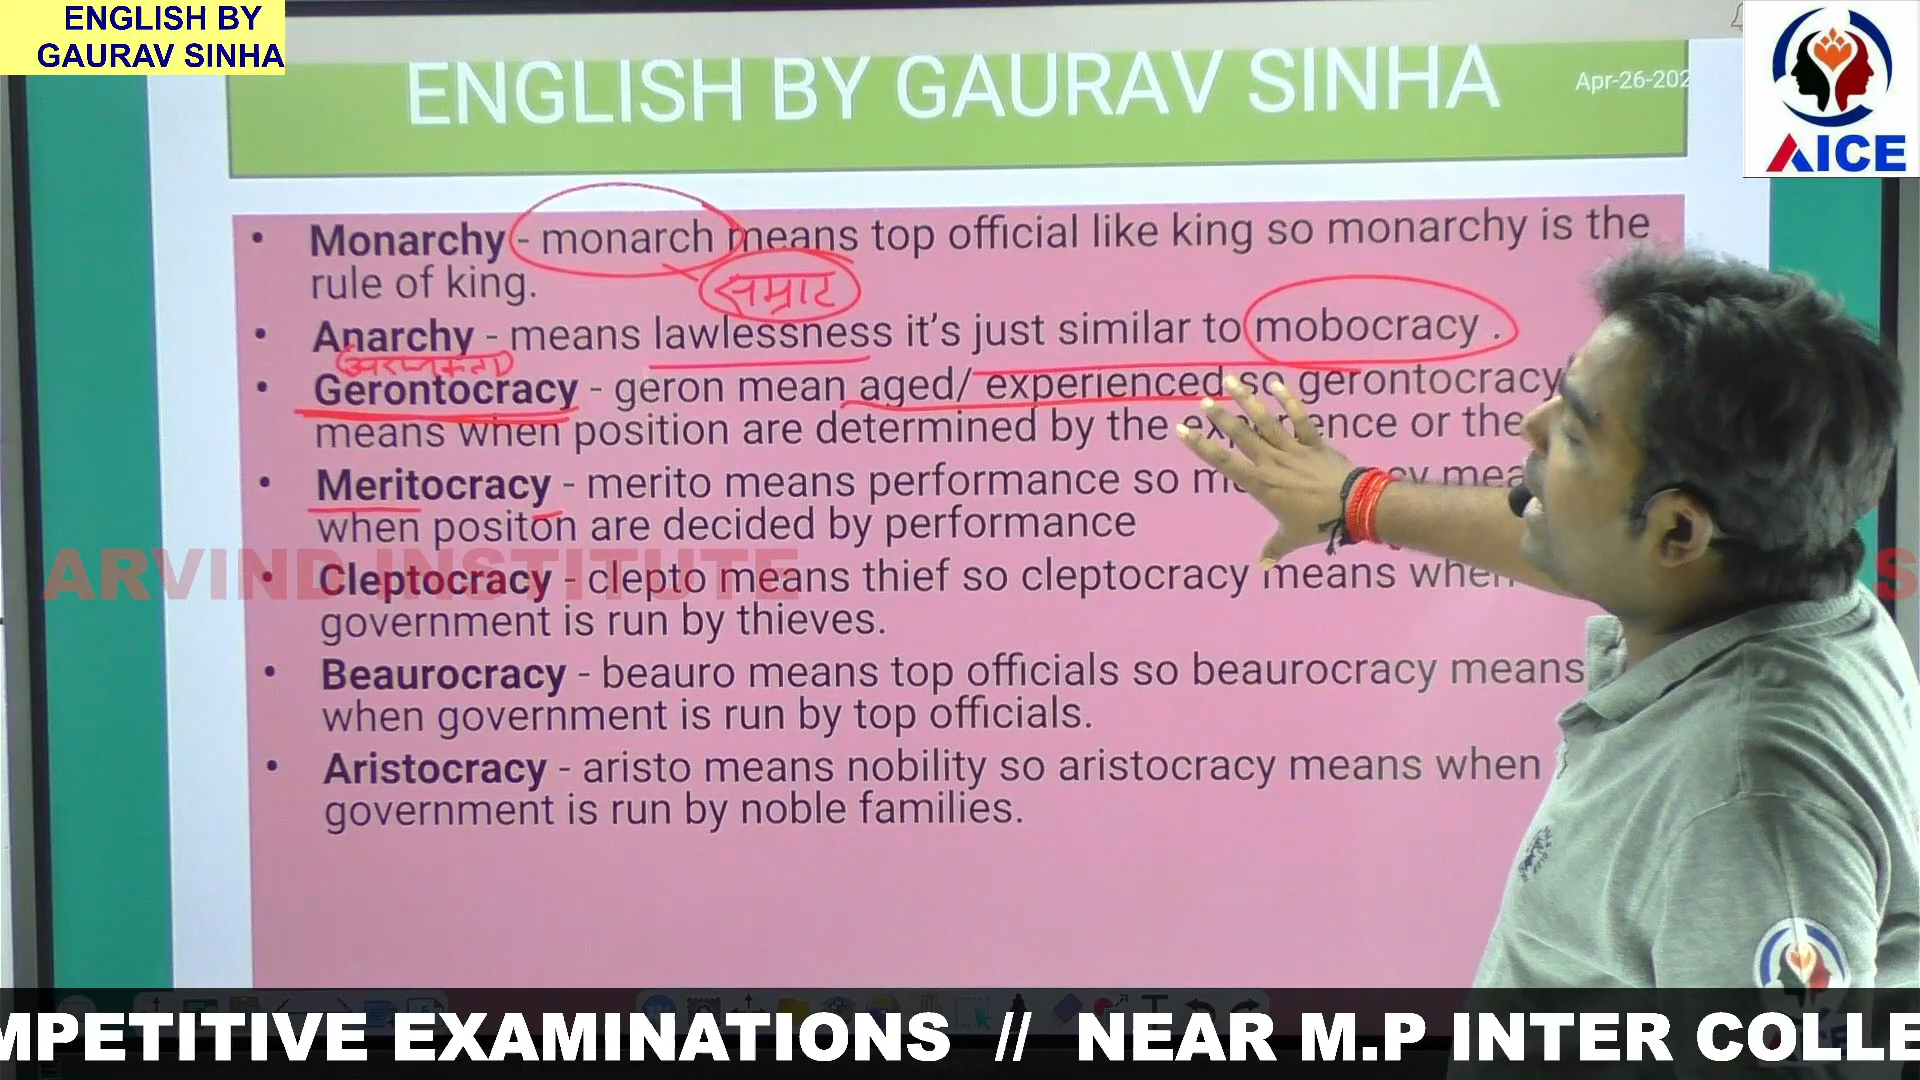 ENGLISH BY
GAURAV SINHA
ENGLISH BY GAURAV SINHA
Apr-26-202
AICE
• Monarchy - monarch means top official like king so monarchy is the
rule of king.
सम्राट
• Anarchy - means lawlessness it's just similar to mobocracy .
• Gerontocracy - geron mean aged/ experienced so gerontocracy
means when position are determined by the experience or the
• Meritocracy - merito means performance so
when positon are decided by performance
ARVIND INSTITUTE
S
• Cleptocracy - clepto means thief so cleptocracy means when
government is run by thieves.
• Beaurocracy - beauro means top officials so beaurocracy means
when government is run by top officials.
• Aristocracy - aristo means nobility so aristocracy means when
government is run by noble families.
MPETITIVE EXAMINATIONS // NEAR M.P INTER COLLE